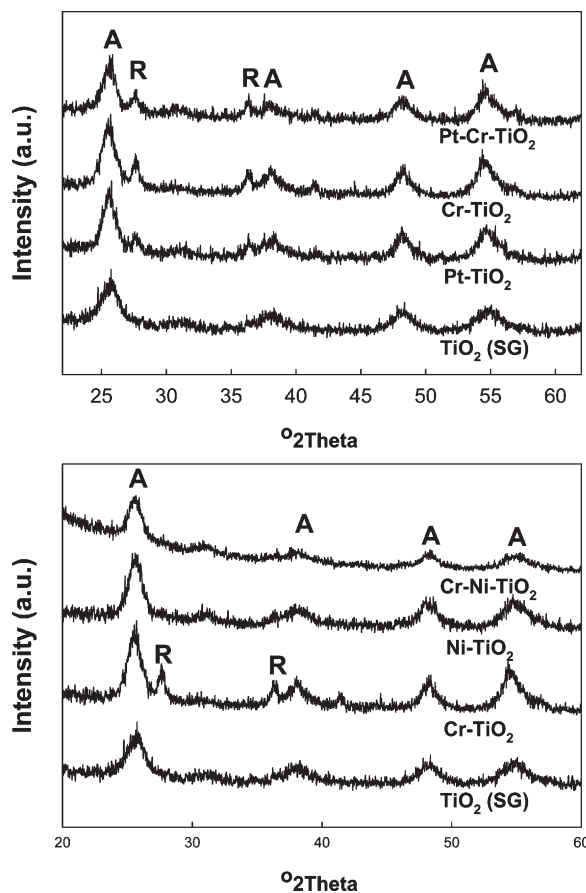 A
R
R
A
A
A
Pt-Cr-TiO₂
Cr-TiO₂
Pt-TiO₂
TiO₂ (SG)
Intensity (a.u.)
25 30 35 40 45 50 55 60
º2Theta
A
A
A
A
Cr-Ni-TiO₂
Ni-TiO₂
R
R
Cr-TiO₂
TiO₂ (SG)
Intensity (a.u.)
20 30 40 50 60
º2Theta